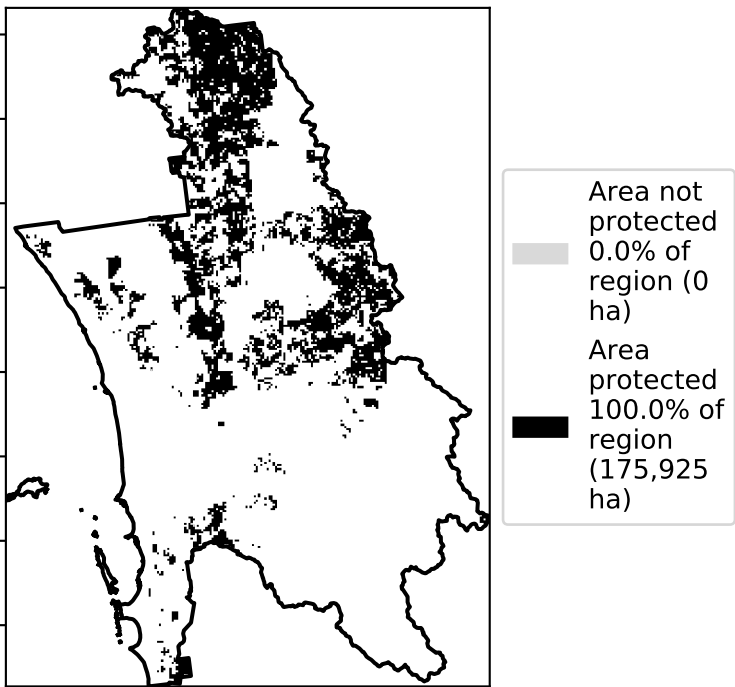 Area not
protected
0.0% of
region (0
ha)
Area
protected
100.0% of
region
(175,925
ha)